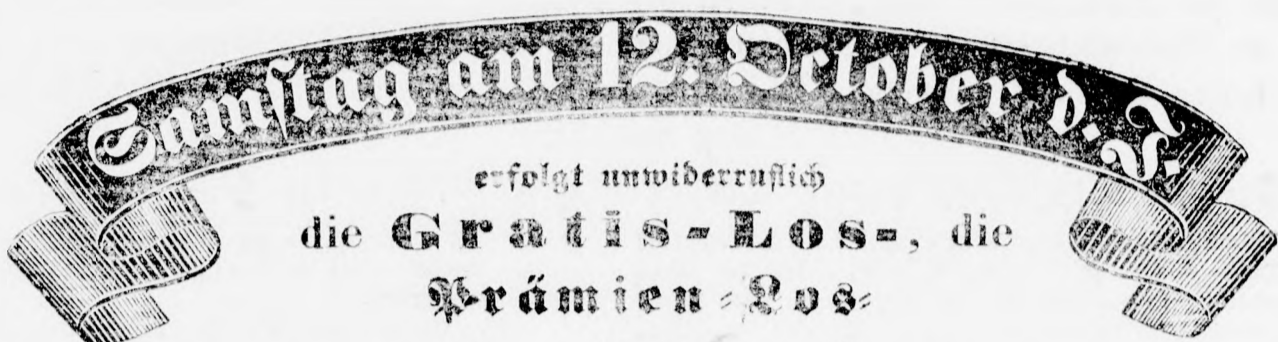 Samstag am 12. October d. J.
erfolgt unwiderruflich
die Gratis-Los-, die
Prämien-Los-